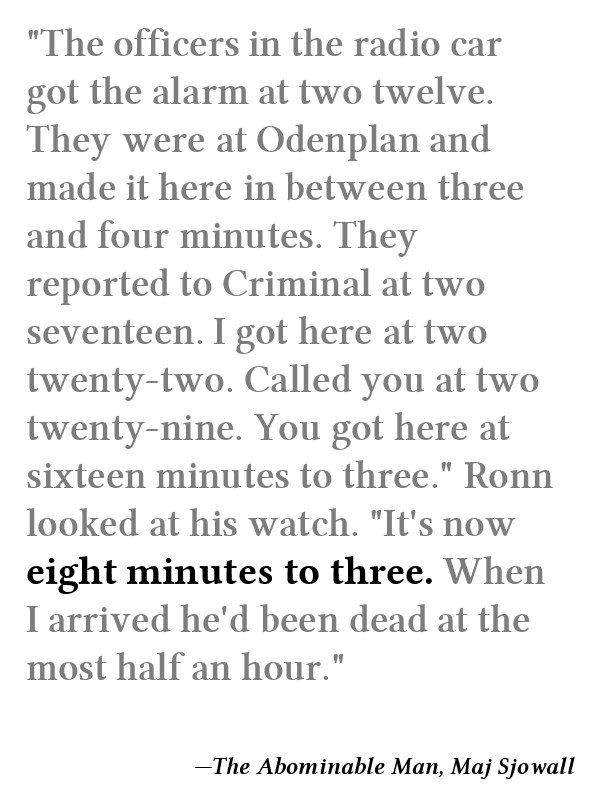 "The officers in the radio car
got the alarm at two twelve.
They were at Odenplan and
made it here in between three
and four minutes. They
reported to Criminal at two
seventeen. I got here at two
twenty-two. Called you at two
twenty-nine. You got here at
sixteen minutes to three." Ronn
looked at his watch. "It's now
eight minutes to three. When
I arrived he'd been dead at the
most half an hour."
—The Abominable Man, Maj Sjowall